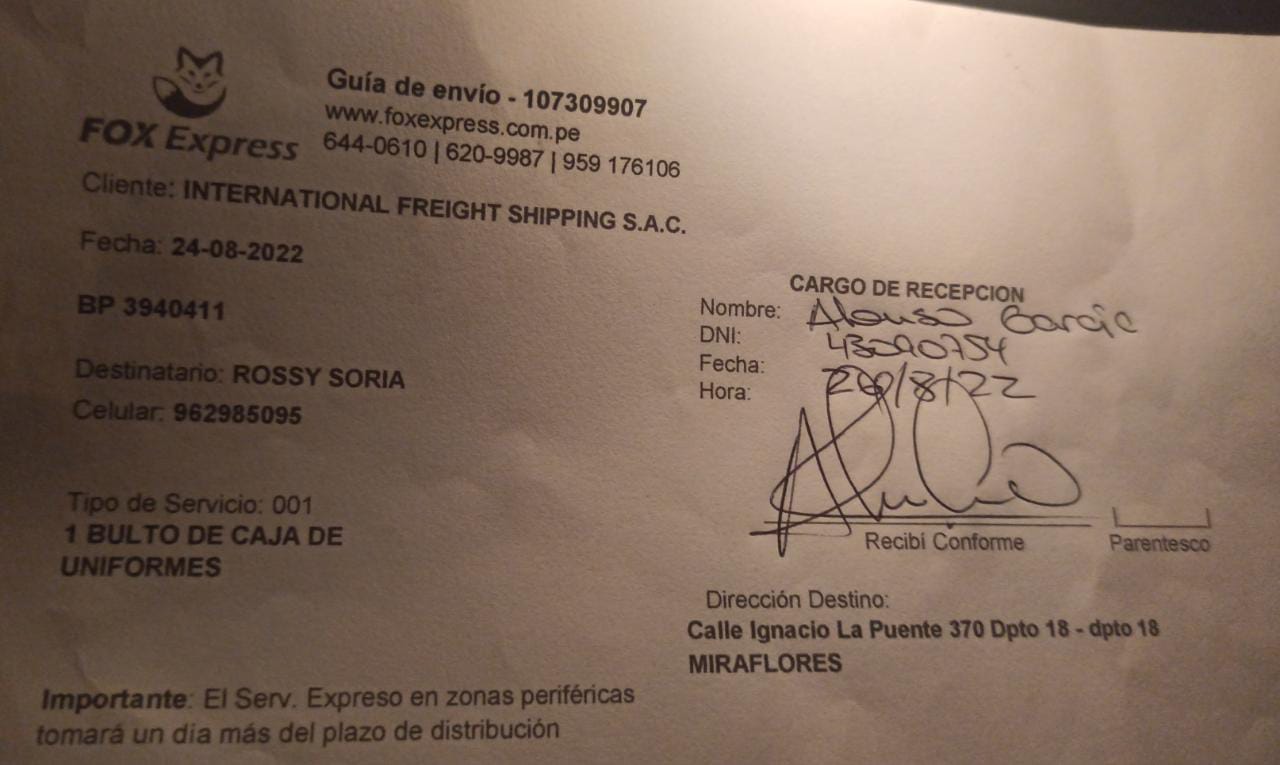 FOX Express
Guía de envío - 107309907
www.foxexpress.com.pe
644-0610 | 620-9987 | 959 176106
Cliente: INTERNATIONAL FREIGHT SHIPPING S.A.C.
Fecha: 24-08-2022
BP 3940411
Destinatario: ROSSY SORIA
Celular: 962985095
Tipo de Servicio: 001
1 BULTO DE CAJA DE
UNIFORMES
CARGO DE RECEPCION
Nombre: Alonso Garcia
DNI: 43090754
Fecha:
Hora:
Recibí Conforme
Parentesco
Dirección Destino:
Calle Ignacio La Puente 370 Dpto 18 - dpto 18
MIRAFLORES
Importante: El Serv. Expreso en zonas periféricas
tomará un día más del plazo de distribución